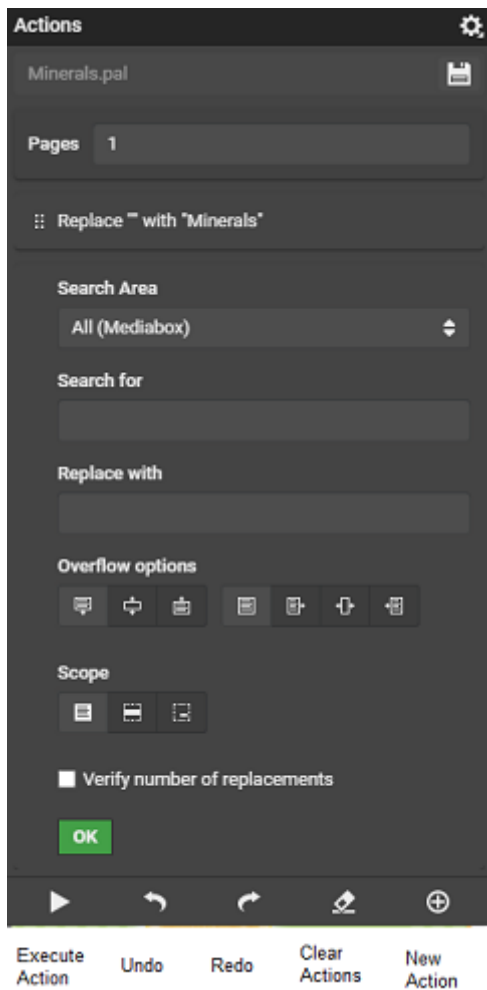 Actions
Minerals.pal
Pages 1
Replace "" with "Minerals"
Search Area
All (Mediabox)
Search for
Replace with
Overflow options
Scope
Verify number of replacements
OK
Execute Action
Undo
Redo
Clear Actions
New Action